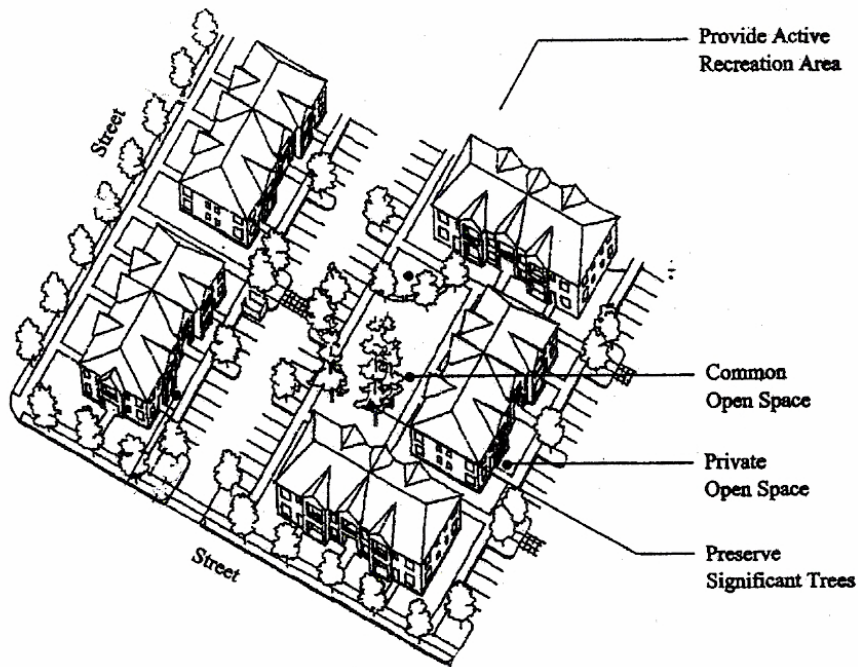 Provide Active
Recreation Area
Street
Common
Open Space
Private
Open Space
Street
Preserve
Significant Trees